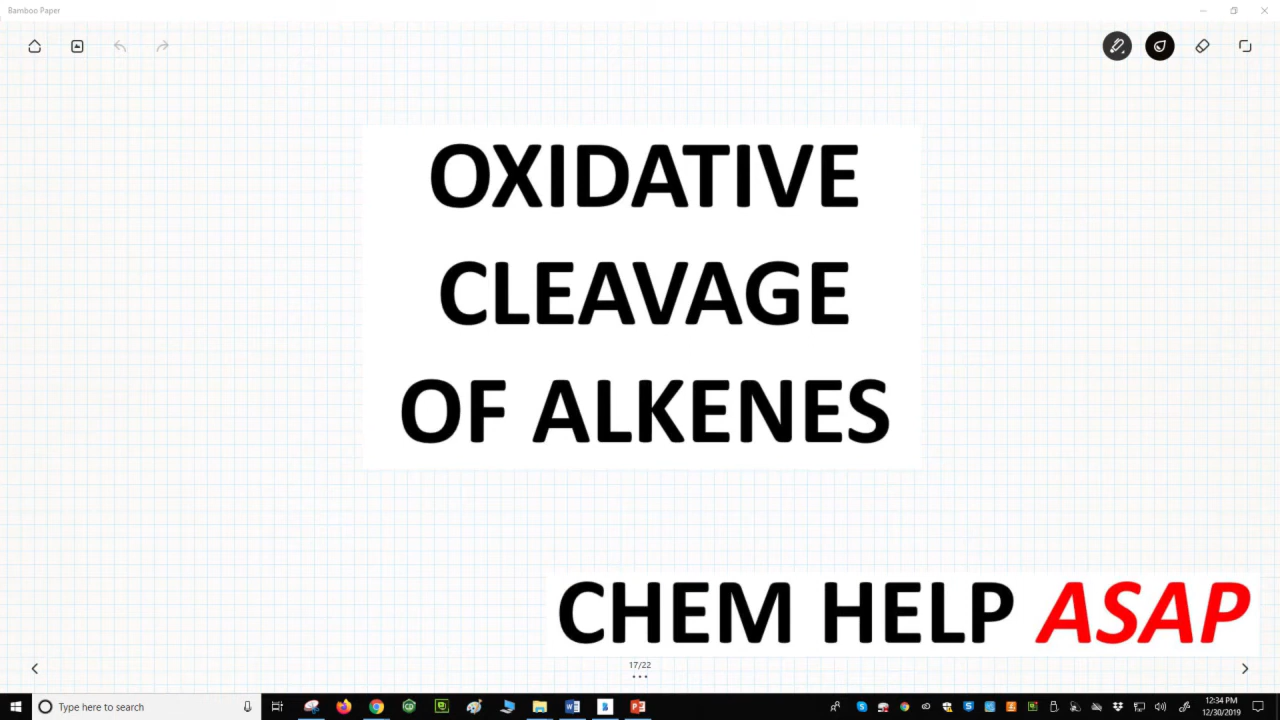 Bamboo Paper
OXIDATIVE
CLEAVAGE
OF ALKENES
CHEM HELP ASAP
17/22
Type here to search
12:34 PM
12/30/2019